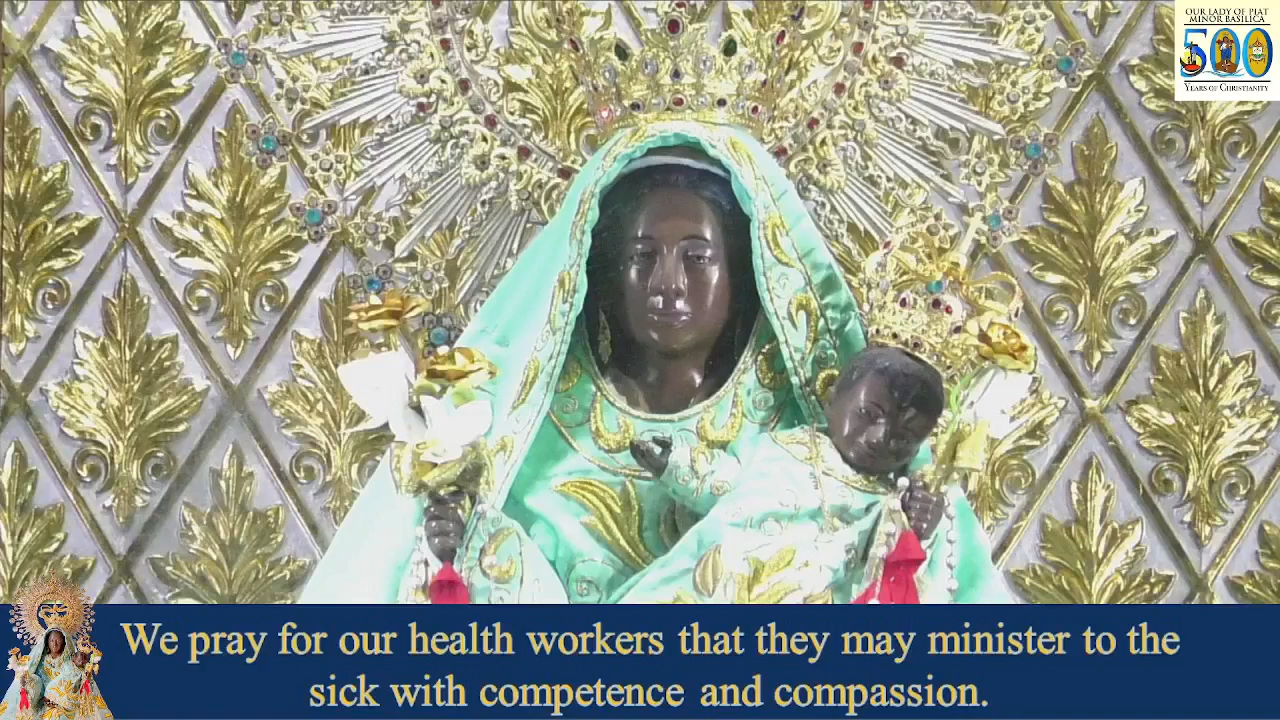 OUR LADY OF PIAT
MINOR BASILICA
500
YEARS OF CHRISTIANITY
We pray for our health workers that they may minister to the
sick with competence and compassion.